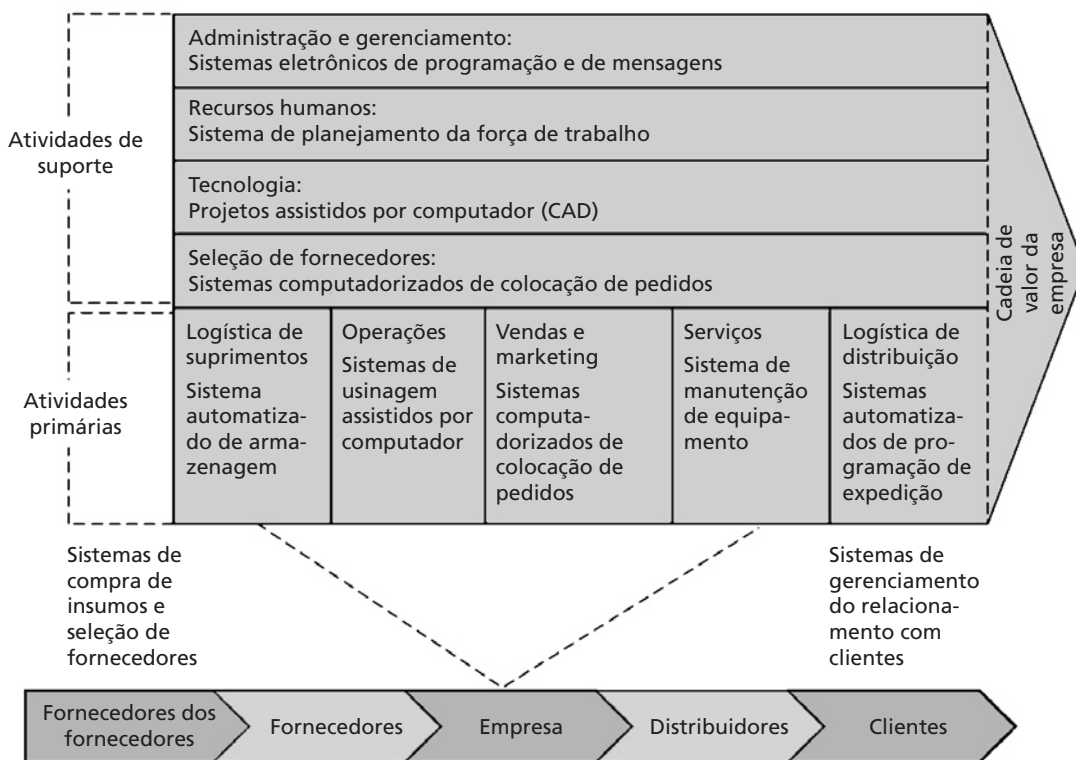 Administração e gerenciamento:
Sistemas eletrônicos de programação e de mensagens
Recursos humanos:
Sistema de planejamento da força de trabalho
Atividades de
suporte
Tecnologia:
Projetos assistidos por computador (CAD)
Seleção de fornecedores:
Sistemas computadorizados de colocação de pedidos
Cadeia de
valor da
empresa
Atividades
primárias
Logística de
suprimentos
Sistema
automatiza-
do de arma-
zenagem
Operações
Sistemas de
usinagem
assistidos por
computador
Vendas e
marketing
Sistemas
computa-
dorizados de
colocação de
pedidos
Serviços
Sistema de
manutenção
de equipa-
mento
Logística de
distribuição
Sistemas
automatiza-
dos de pro-
gramação de
expedição
Sistemas de
compra de
insumos e
seleção de
fornecedores
Sistemas de
gerenciamento
do relaciona-
mento com
clientes
Fornecedores dos
fornecedores
Fornecedores
Empresa
Distribuidores
Clientes